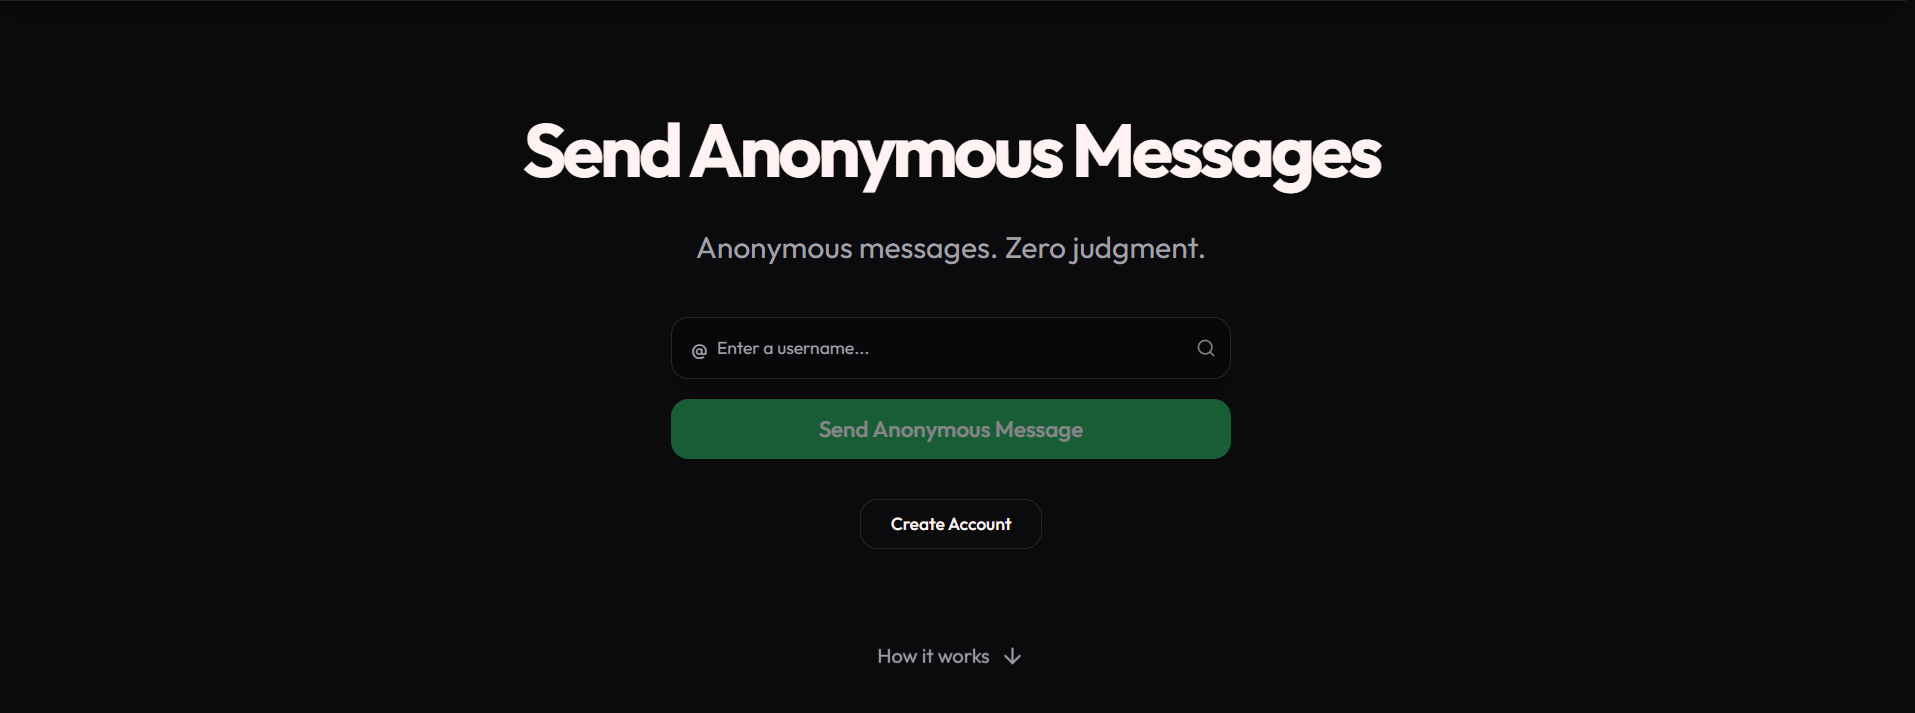 Send Anonymous Messages
Anonymous messages. Zero judgment.
@ Enter a username...
Send Anonymous Message
Create Account
How it works